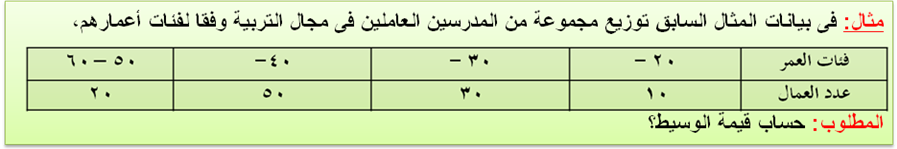 مثال: فى بيانات المثال السابق توزيع مجموعة من المدرسين العاملين فى مجال التربية وفقا لفئات أعمارهم،
فئات العمر ٢٠ – ٣٠ – ٤٠ – ٥٠ – ٦٠
عدد العمال ١٠ ٣٠ ٥٠ ٢٠
المطلوب: حساب قيمة الوسيط؟